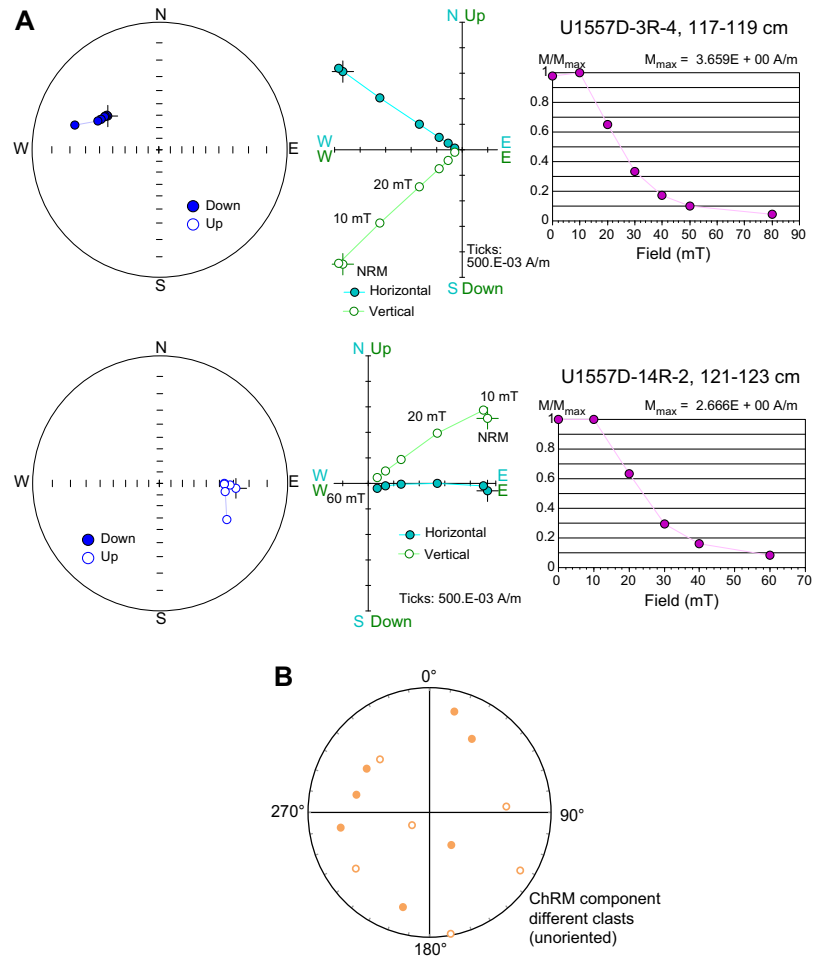 A
N
W
E
S
Down
Up
N Up
W
W
E
E
20 mT
10 mT
NRM
Ticks:
500.E-03 A/m
Horizontal
Vertical
S Down
U1557D-3R-4, 117-119 cm
M/Mmax
Mmax = 3.659E + 00 A/m
1
0.8
0.6
0.4
0.2
0
0 10 20 30 40 50 60 70 80 90
Field (mT)
N
W
E
S
Down
Up
N Up
10 mT
20 mT
NRM
W
W
E
E
60 mT
Horizontal
Vertical
Ticks: 500.E-03 A/m
S Down
U1557D-14R-2, 121-123 cm
M/Mmax
Mmax = 2.666E + 00 A/m
1
0.8
0.6
0.4
0.2
0
0 10 20 30 40 50 60 70
Field (mT)
B
0°
270°
90°
180°
ChRM component
different clasts
(unoriented)